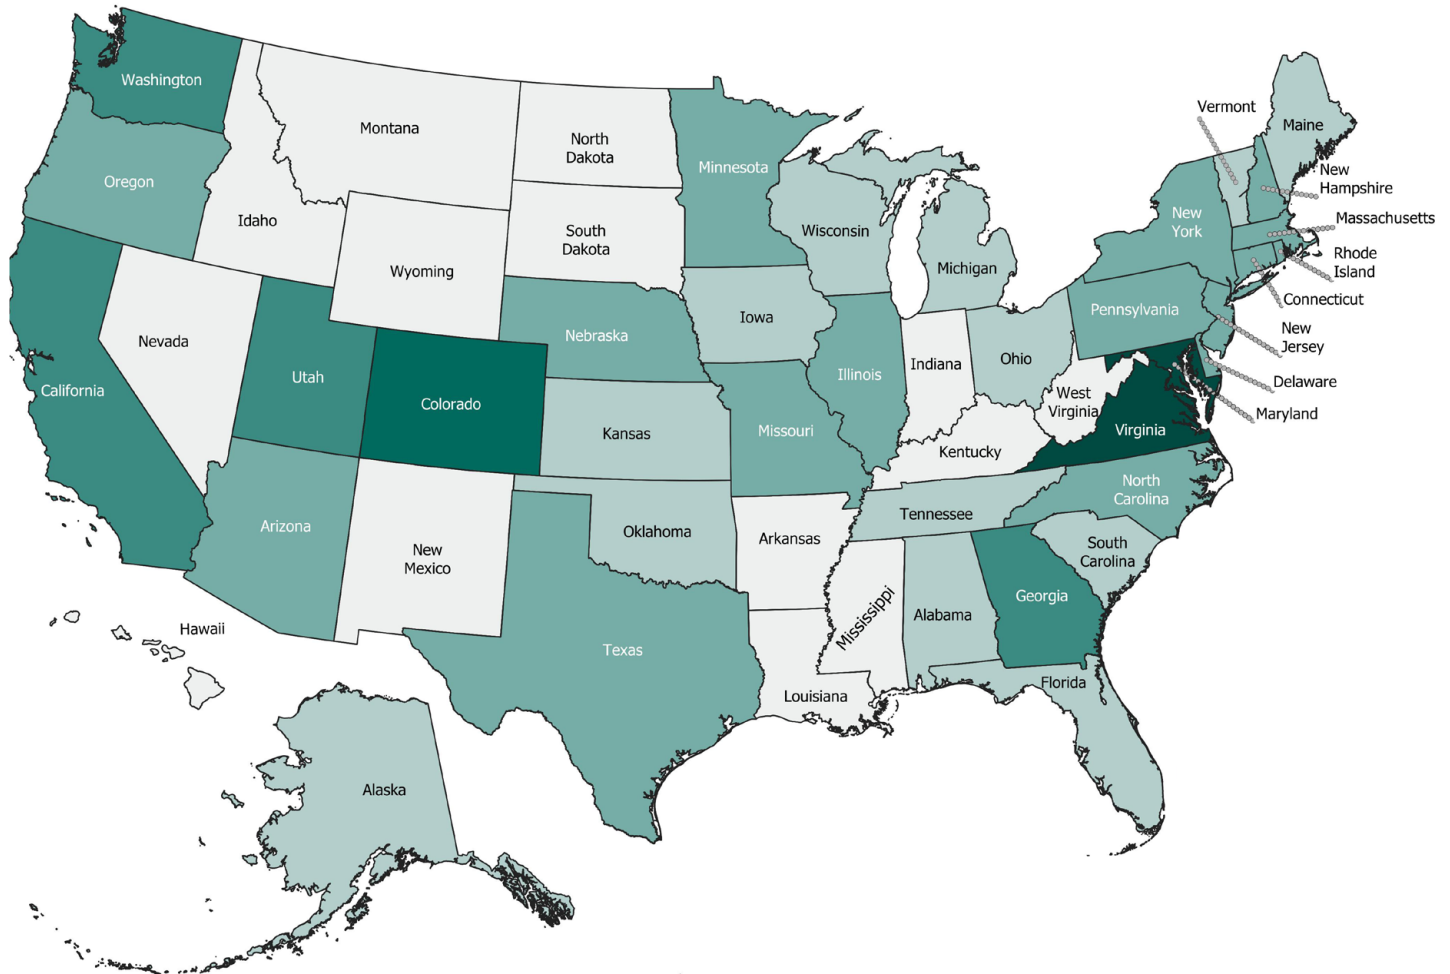 Washington
Montana
North
Dakota
Minnesota
Vermont
Maine
Oregon
Idaho
South
Dakota
Wisconsin
Michigan
New
York
New
Hampshire
Massachusetts
Rhode
Island
Connecticut
Wyoming
Iowa
Nebraska
Pennsylvania
New
Jersey
Nevada
Utah
Colorado
California
Illinois
Indiana
Ohio
West
Virginia
Delaware
Maryland
Virginia
Kansas
Missouri
Kentucky
North
Carolina
Arizona
New
Mexico
Oklahoma
Arkansas
Tennessee
South
Carolina
Mississippi
Alabama
Georgia
Hawaii
Texas
Louisiana
Florida
Alaska